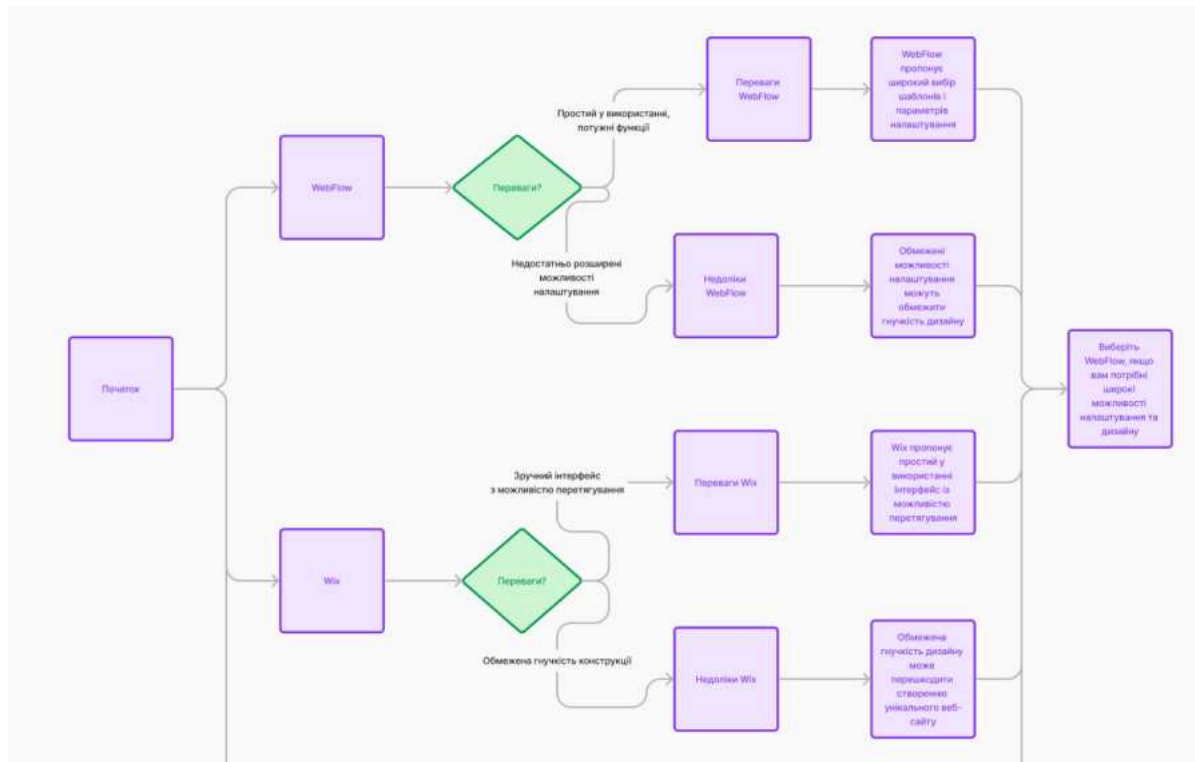 WebFlow
пропонує
широкий вибір
шаблонів і
параметрів
налаштування
Переваги
WebFlow
Простий у використанні,
потужні функції
WebFlow
Переваги?
Недостатньо розширені
можливості
налаштування
Недоліки
WebFlow
Обмежені
можливості
налаштування
можуть
обмежити
гнучкість дизайну
Початок
Виберіть
WebFlow, якщо
вам потрібні
широкі
можливості
налаштування та
дизайну
Зручний інтерфейс
з можливістю перетягування
Переваги Wix
Wix пропонує
простий у
використанні
інтерфейс із
можливістю
перетягування
Wix
Переваги?
Обмежена гнучкість конструкції
Недоліки Wix
Обмежена
гнучкість дизайну
може
перешкодити
створенню
унікального веб-
сайту